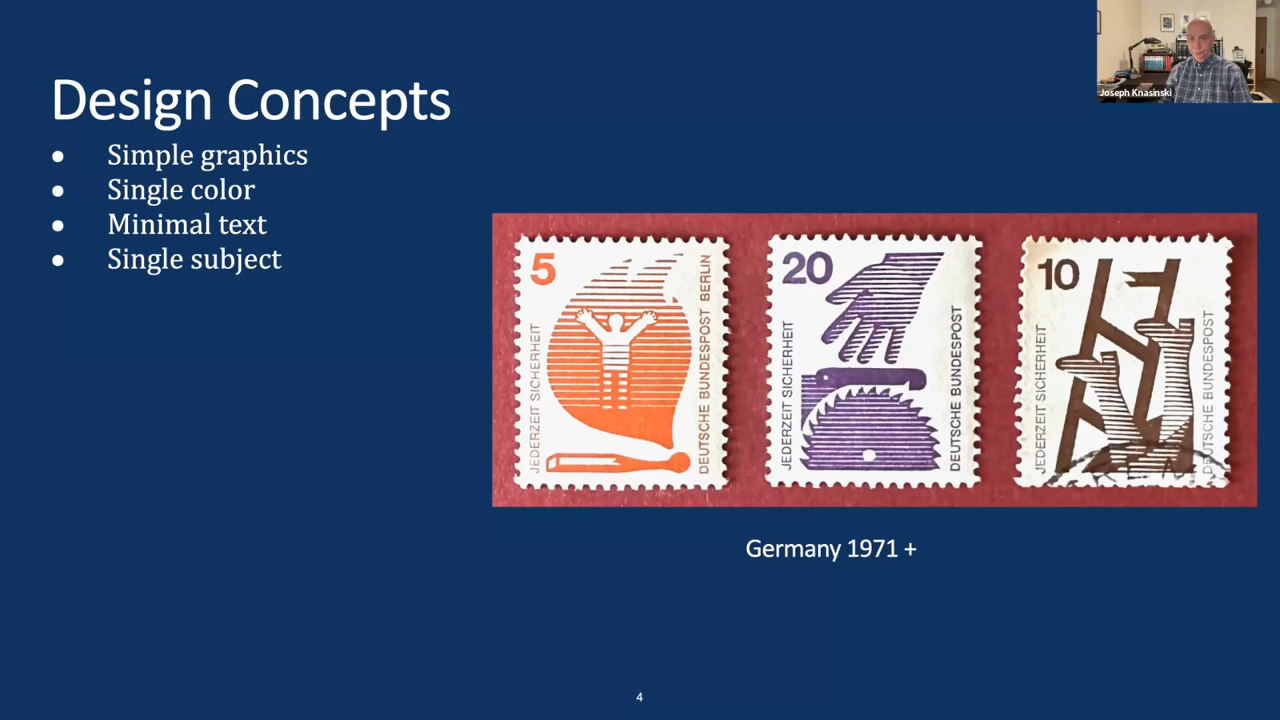 Joseph Knasinski
Design Concepts
• Simple graphics
• Single color
• Minimal text
• Single subject
5
JEDERZEIT SICHERHEIT
DEUTSCHE BUNDESPOST BERLIN
20
JEDERZEIT SICHERHEIT
DEUTSCHE BUNDESPOST
10
JEDERZEIT SICHERHEIT
DEUTSCHE BUNDESPOST
Germany 1971 +
4